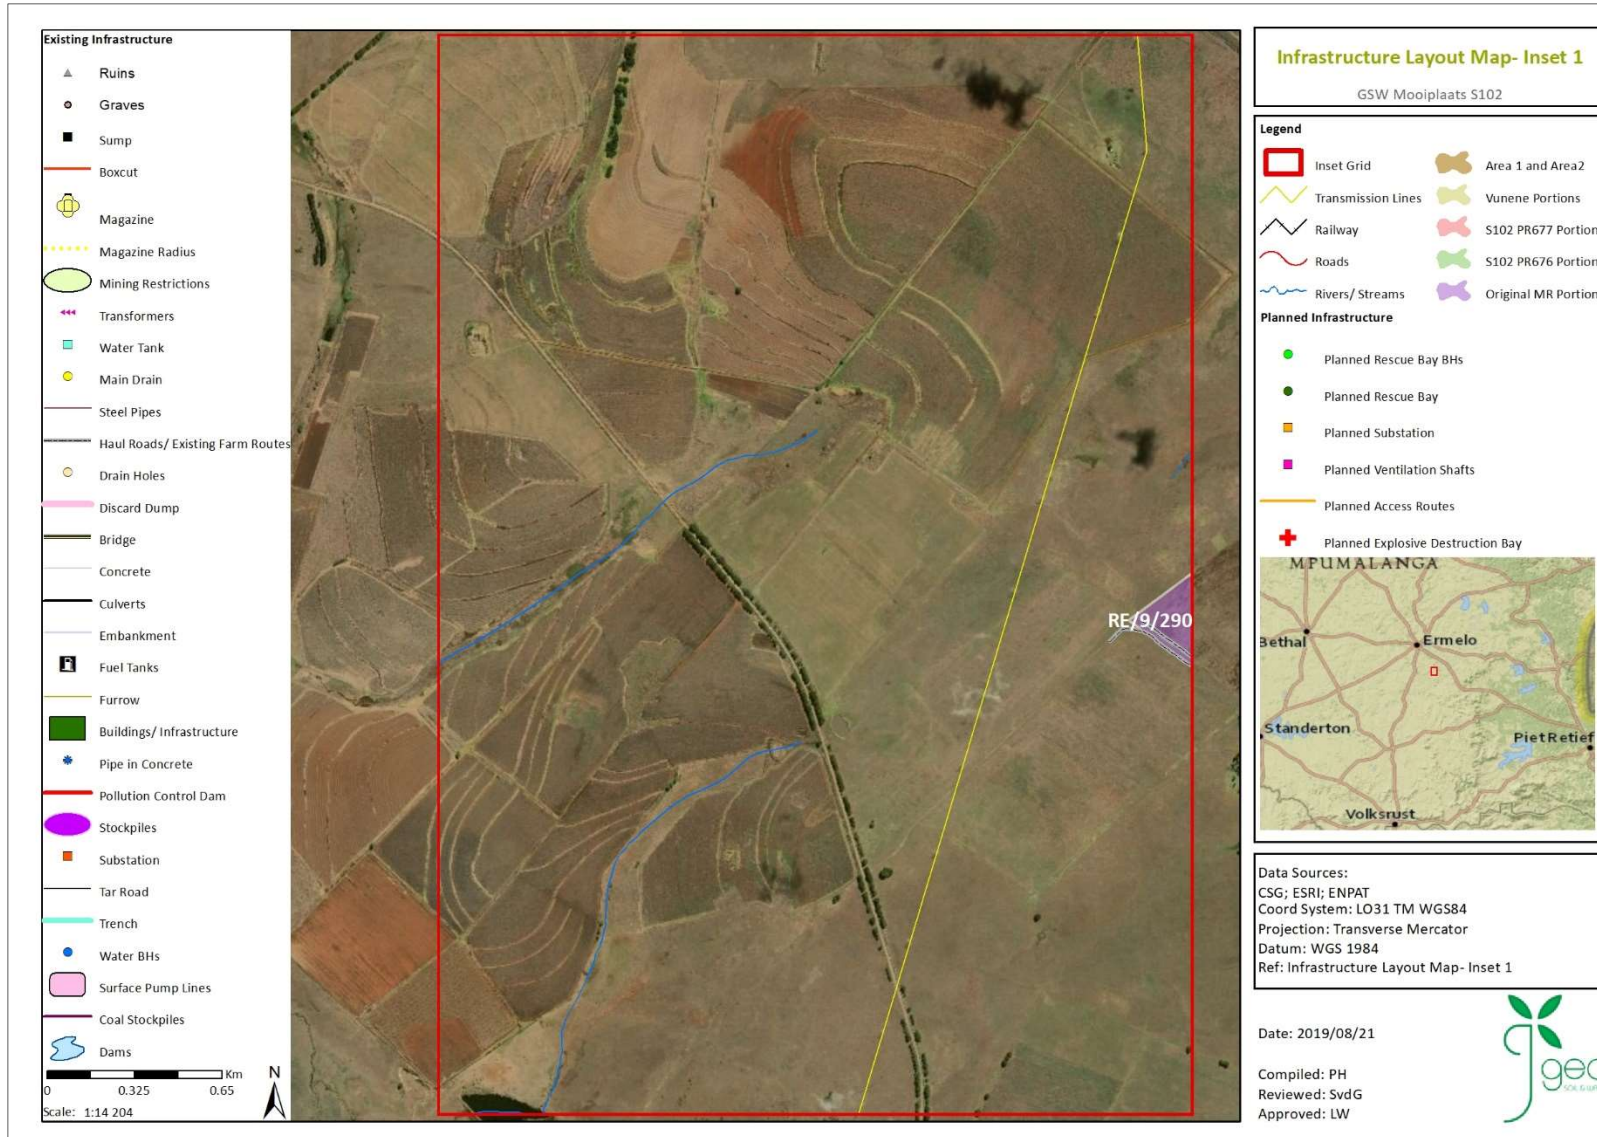 Existing Infrastructure
Ruins
Graves
Sump
Boxcut
Magazine
Magazine Radius
Mining Restrictions
Transformers
Water Tank
Main Drain
Steel Pipes
Haul Roads/ Existing Farm Routes
Drain Holes
Discard Dump
Bridge
Concrete
Culverts
Embankment
Fuel Tanks
Furrow
Buildings/ Infrastructure
Pipe in Concrete
Pollution Control Dam
Stockpiles
Substation
Tar Road
Trench
Water BHs
Surface Pump Lines
Coal Stockpiles
Dams
Km
0 0.325 0.65
N
Scale: 1:14 204
RE/9/290
Infrastructure Layout Map- Inset 1
GSW Mooiplaats S102
Legend
Inset Grid
Transmission Lines
Railway
Roads
Rivers/ Streams
Area 1 and Area2
Vunene Portions
S102 PR677 Portion
S102 PR676 Portion
Original MR Portion
Planned Infrastructure
Planned Rescue Bay BHs
Planned Rescue Bay
Planned Substation
Planned Ventilation Shafts
Planned Access Routes
Planned Explosive Destruction Bay
MPUMALANGA
Bethal
Ermelo
Standerton
Piet Retief
Volksrust
Data Sources:
CSG; ESRI; ENPAT
Coord System: LO31 TM WGS84
Projection: Transverse Mercator
Datum: WGS 1984
Ref: Infrastructure Layout Map- Inset 1
Date: 2019/08/21
Compiled: PH
Reviewed: SvdG
Approved: LW